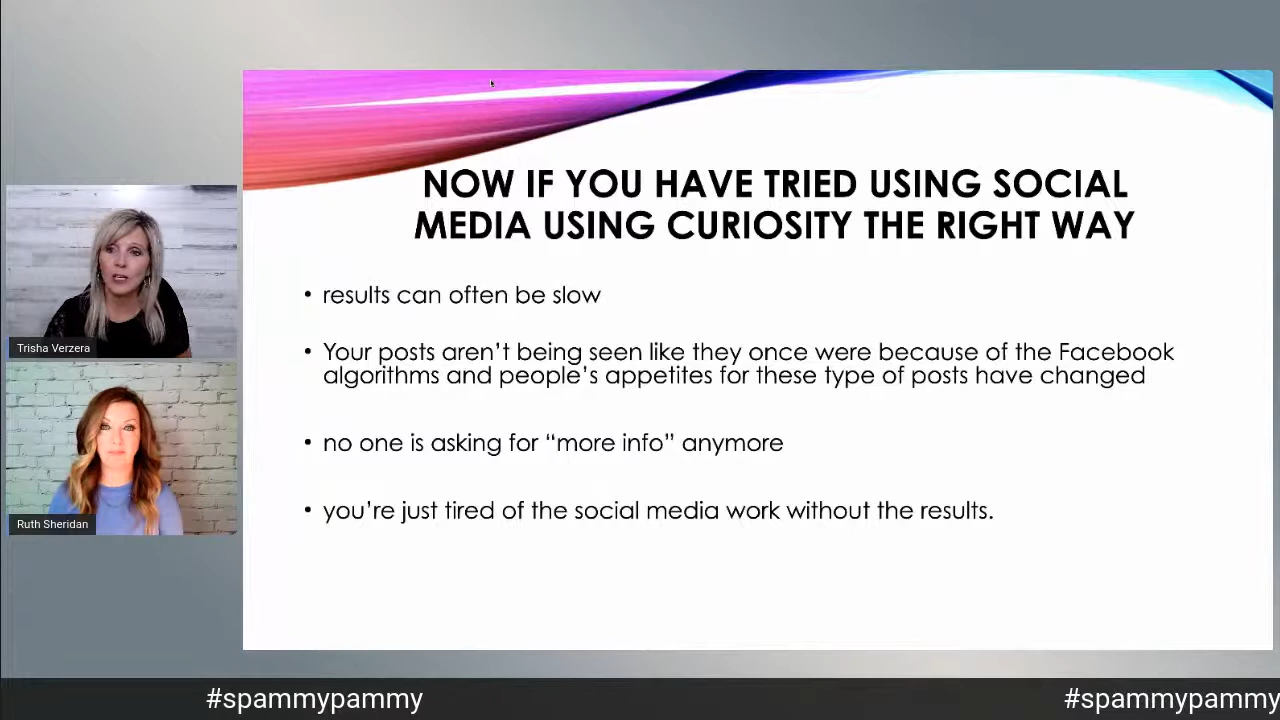 NOW IF YOU HAVE TRIED USING SOCIAL
MEDIA USING CURIOSITY THE RIGHT WAY
• results can often be slow
• Your posts aren’t being seen like they once were because of the Facebook
algorithms and people’s appetites for these type of posts have changed
• no one is asking for “more info” anymore
• you’re just tired of the social media work without the results.
Trisha Verzera
Ruth Sheridan
#spammypammy #spammypammy